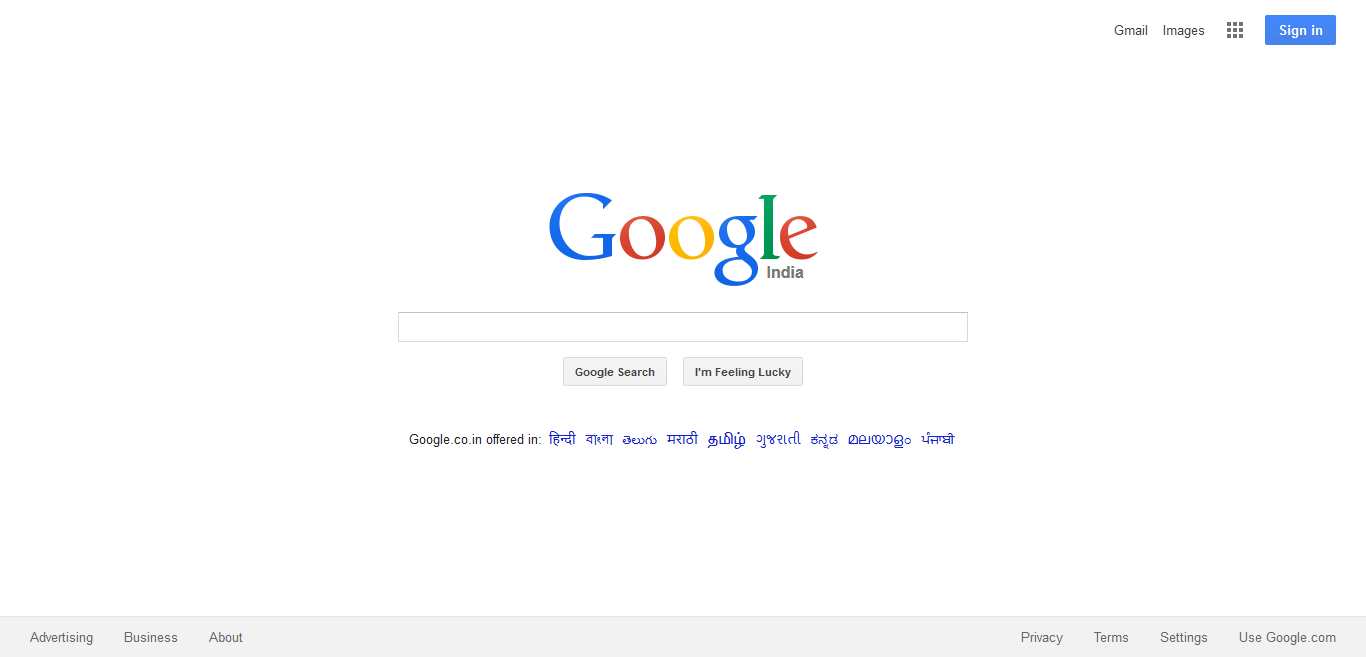 Gmail Images Sign in
Google
India
Google Search I'm Feeling Lucky
Google.co.in offered in: हिन्दी বাংলা తెలుగు मराठी தமிழ் ગુજરાતી ಕನ್ನಡ മലയാളം ਪੰਜਾਬੀ
Advertising Business About Privacy Terms Settings Use Google.com